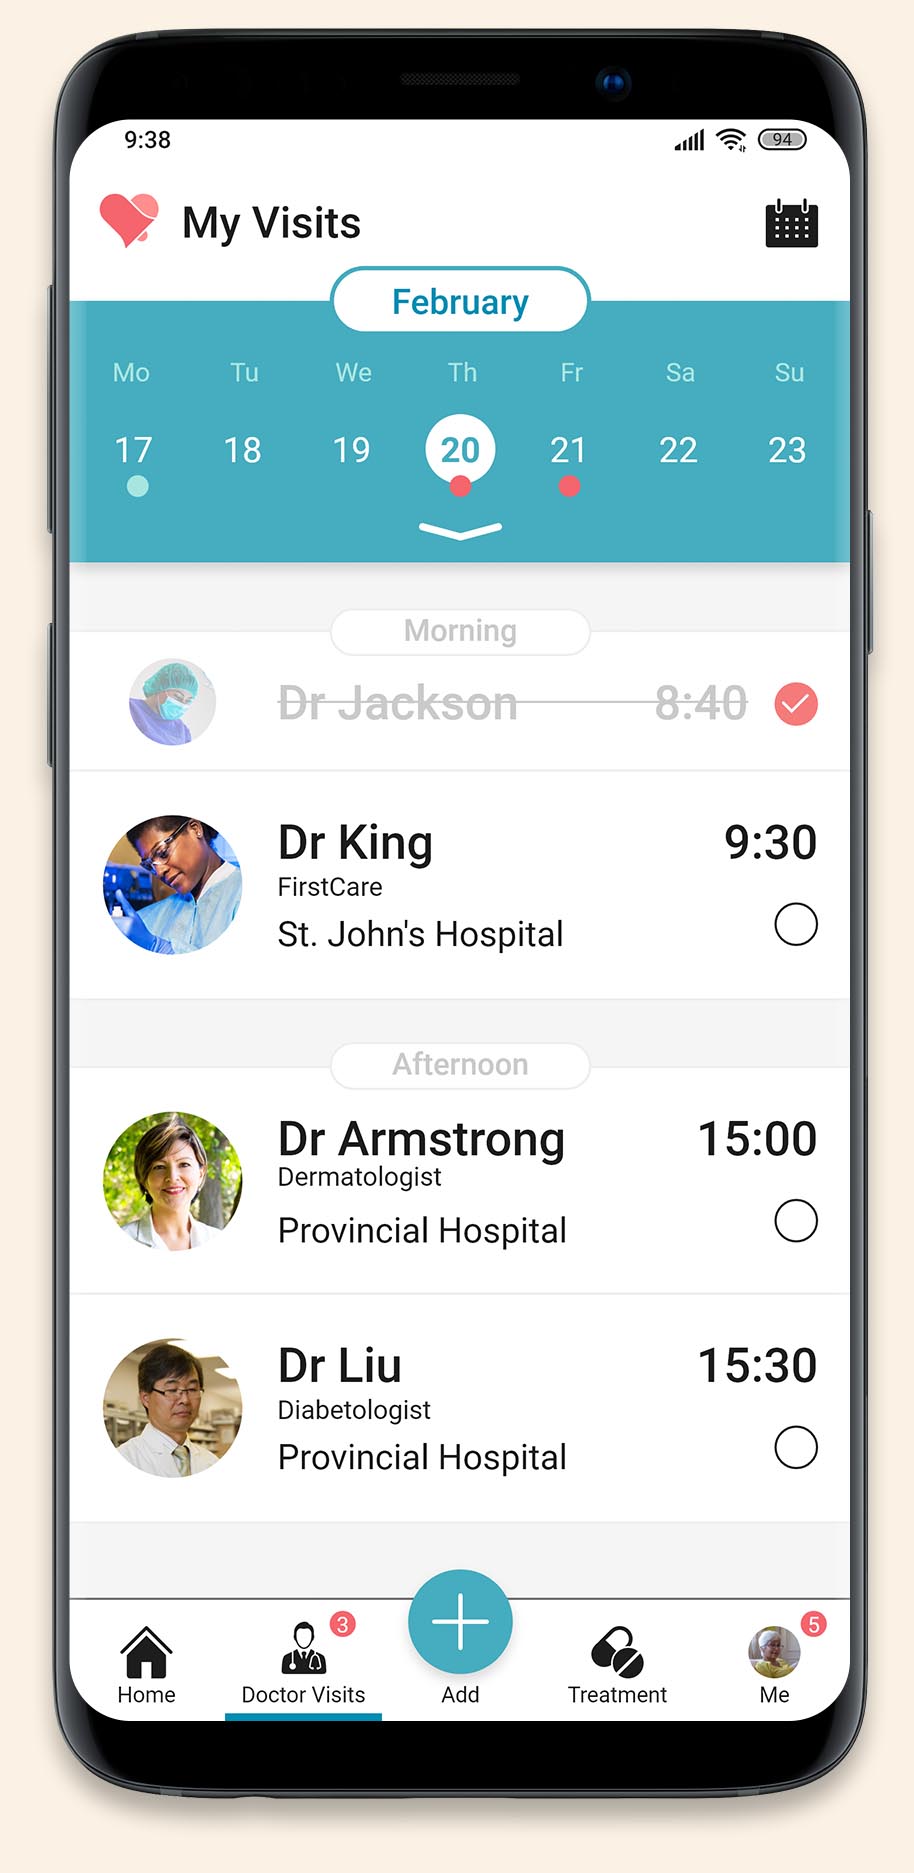 9:38
94
My Visits
February
Mo Tu We Th Fr Sa Su
17 18 19 20 21 22 23
Morning
Dr Jackson 8:40
Dr King 9:30
FirstCare
St. John's Hospital
Afternoon
Dr Armstrong 15:00
Dermatologist
Provincial Hospital
Dr Liu 15:30
Diabetologist
Provincial Hospital
3 5
Home Doctor Visits Add Treatment Me